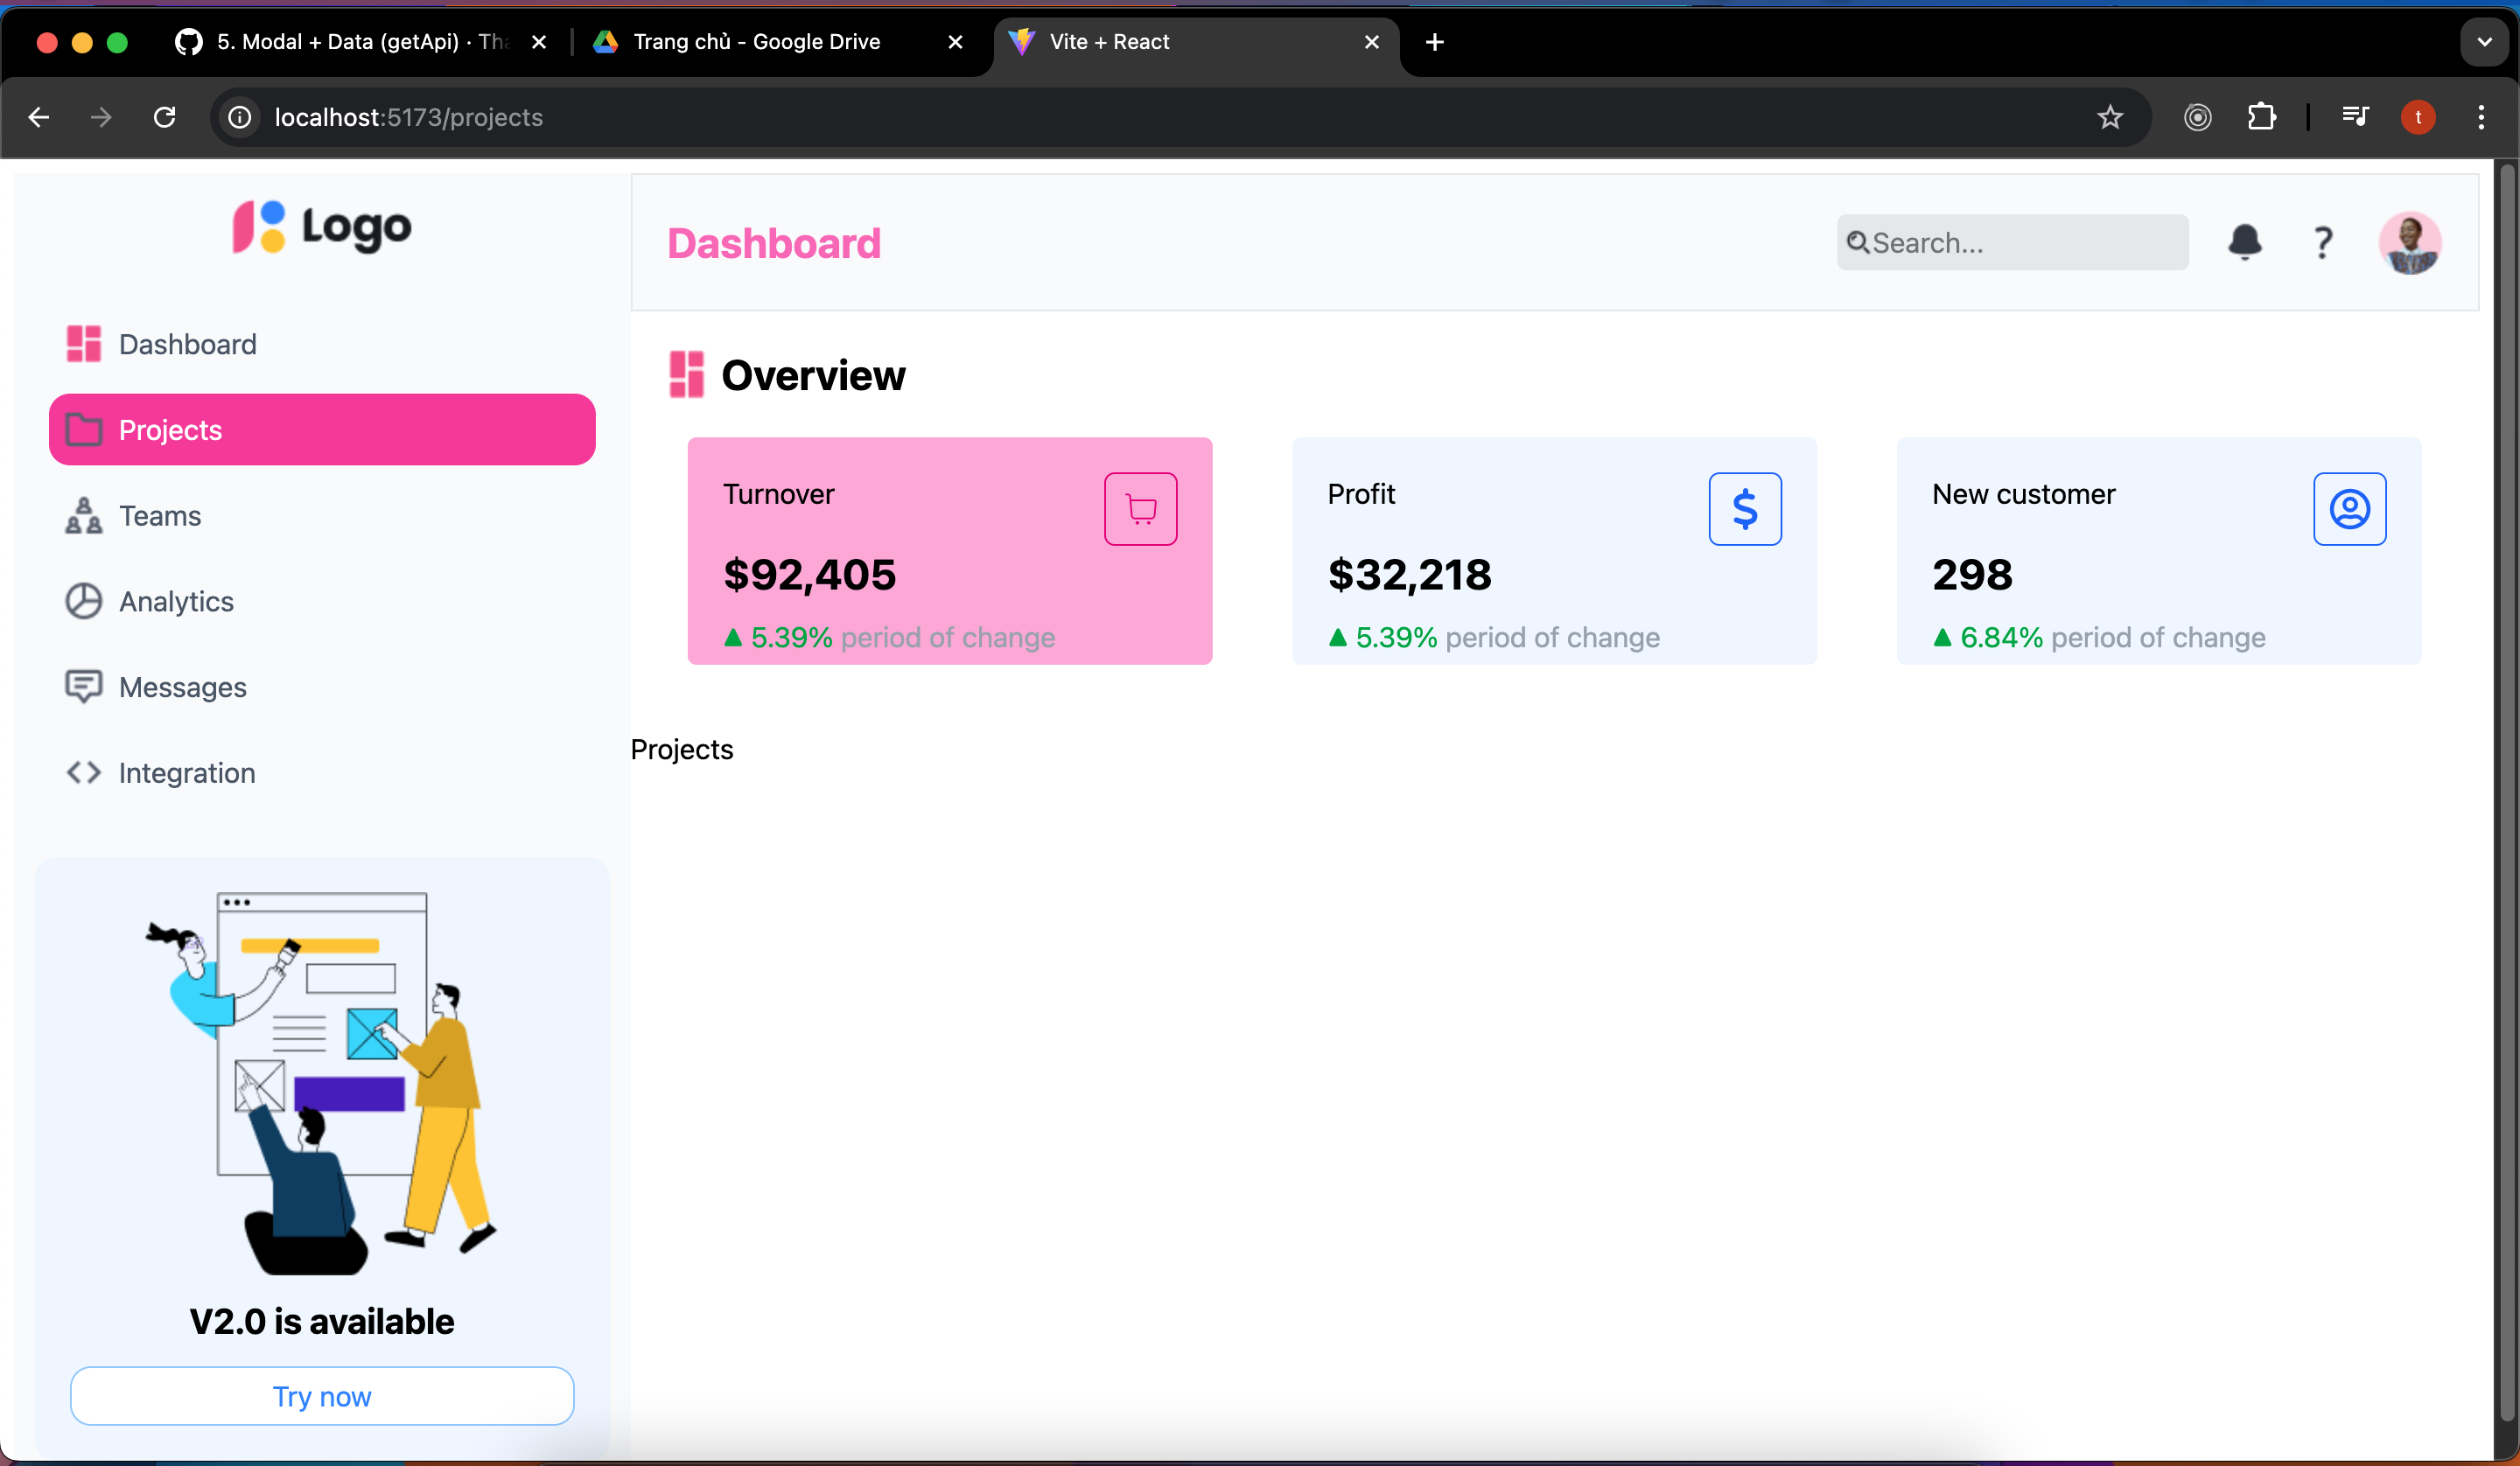 5. Modal + Data (getApi) · Tha
Trang chủ - Google Drive
Vite + React
localhost:5173/projects
t
Logo
Dashboard
Projects
Teams
Analytics
Messages
Integration
V2.0 is available
Try now
Dashboard
Search...
?
Overview
Turnover
$92,405
5.39% period of change
Profit
$
$32,218
5.39% period of change
New customer
298
6.84% period of change
Projects